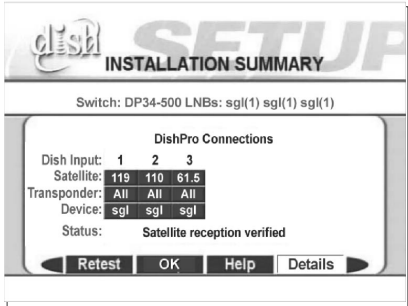 dish
SETUP
INSTALLATION SUMMARY
Switch: DP34-500 LNBs: sgl(1) sgl(1) sgl(1)
DishPro Connections
Dish Input: 1 2 3
Satellite: 119 110 61.5
Transponder: All All All
Device: sgl sgl sgl
Status: Satellite reception verified
Retest OK Help Details